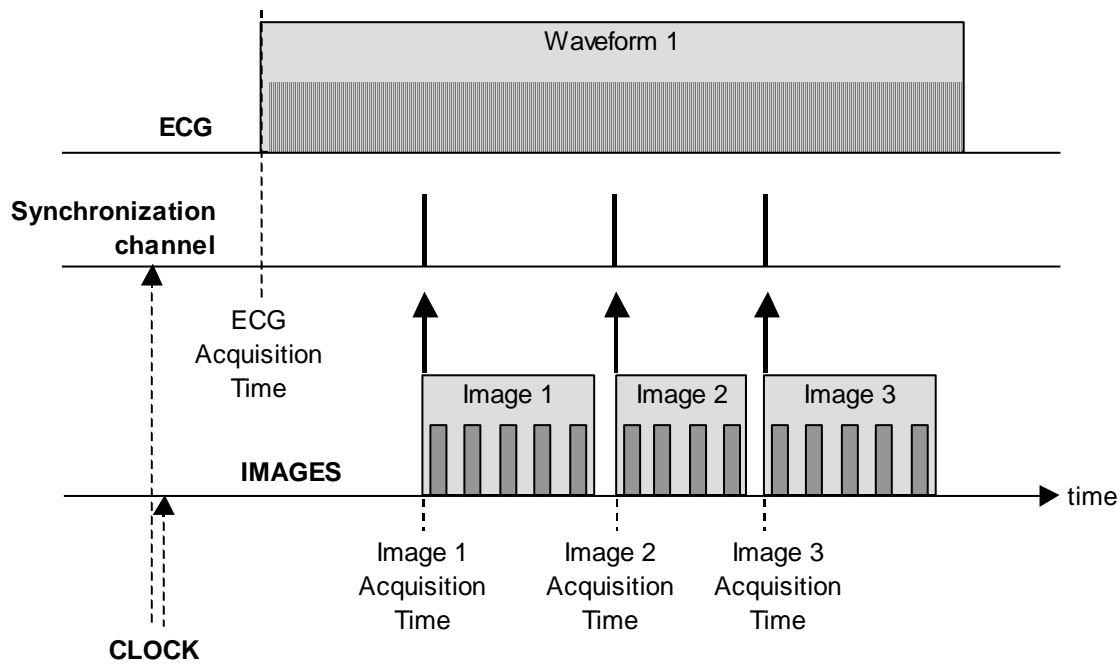 Waveform 1
ECG
Synchronization
channel
ECG
Acquisition
Time
Image 1
Image 2
Image 3
IMAGES
time
Image 1
Acquisition
Time
Image 2
Acquisition
Time
Image 3
Acquisition
Time
CLOCK